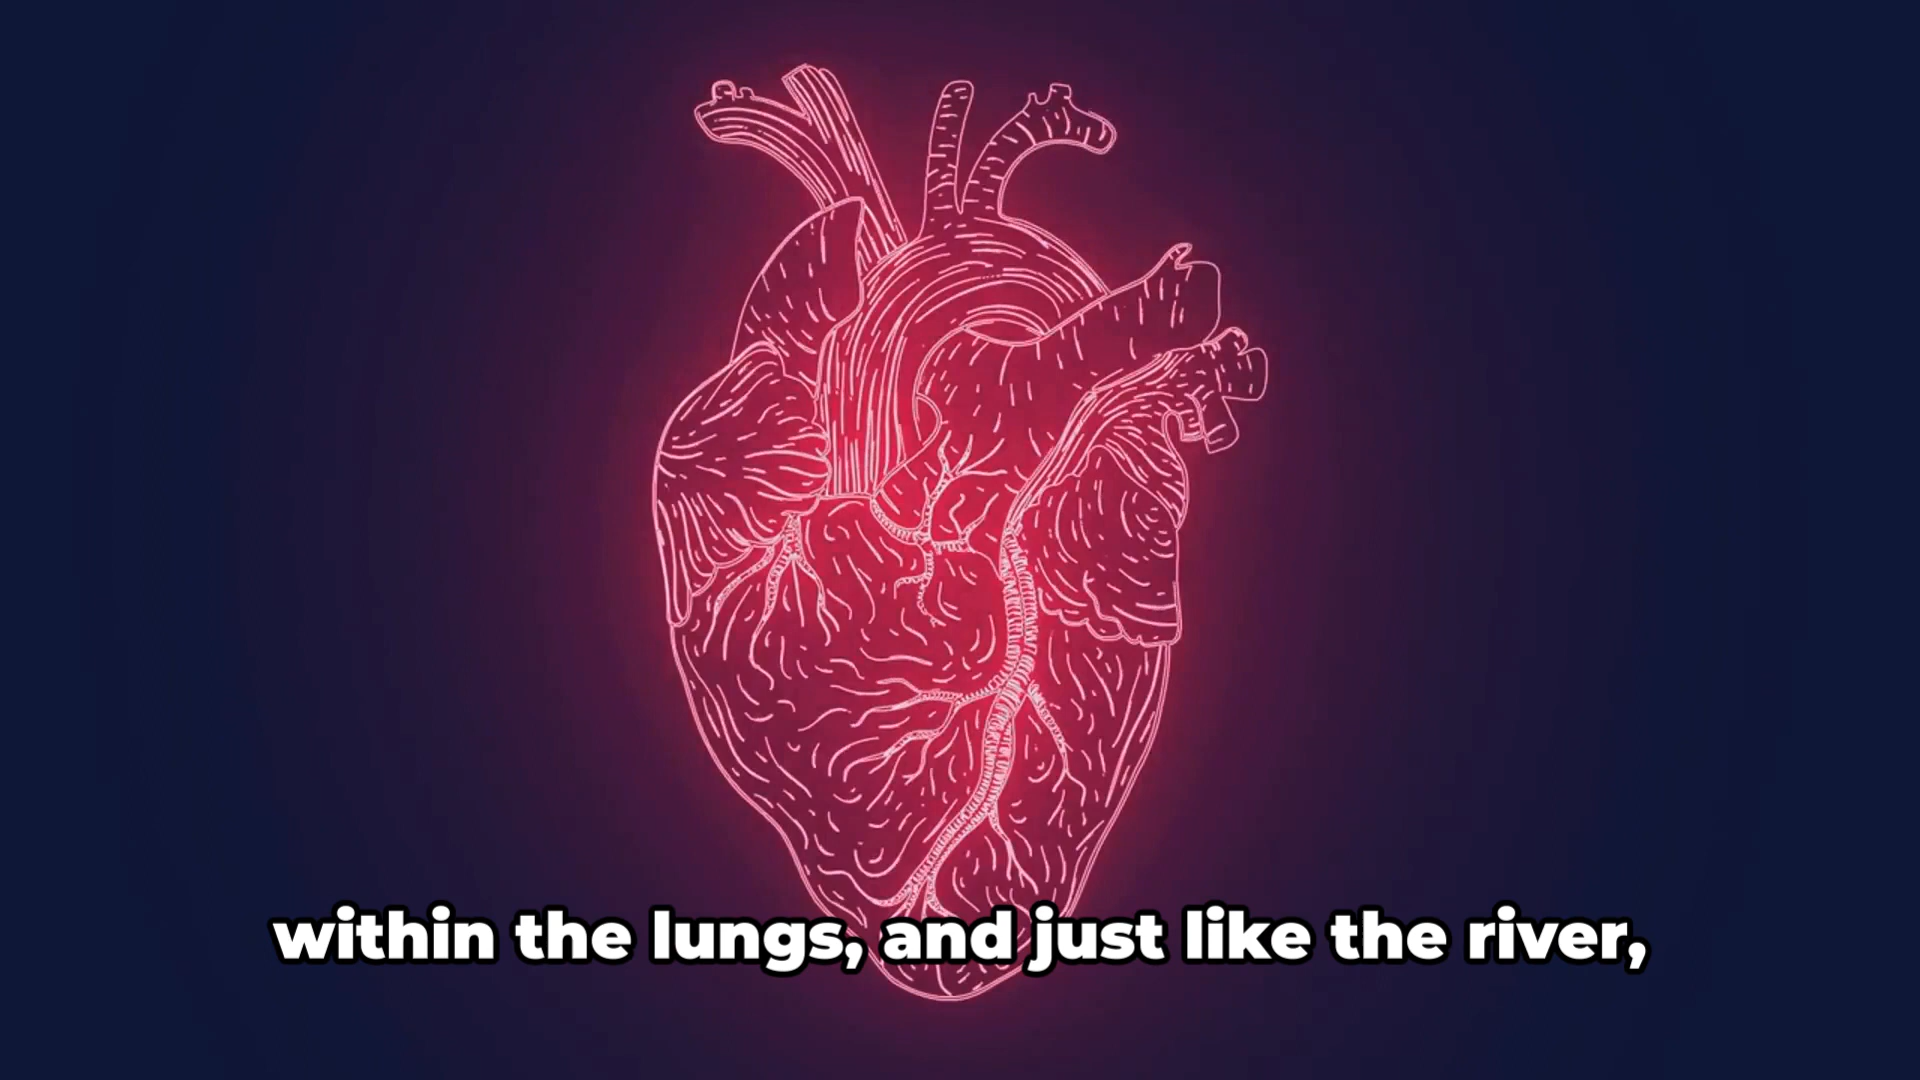 within the lungs, and just like the river,